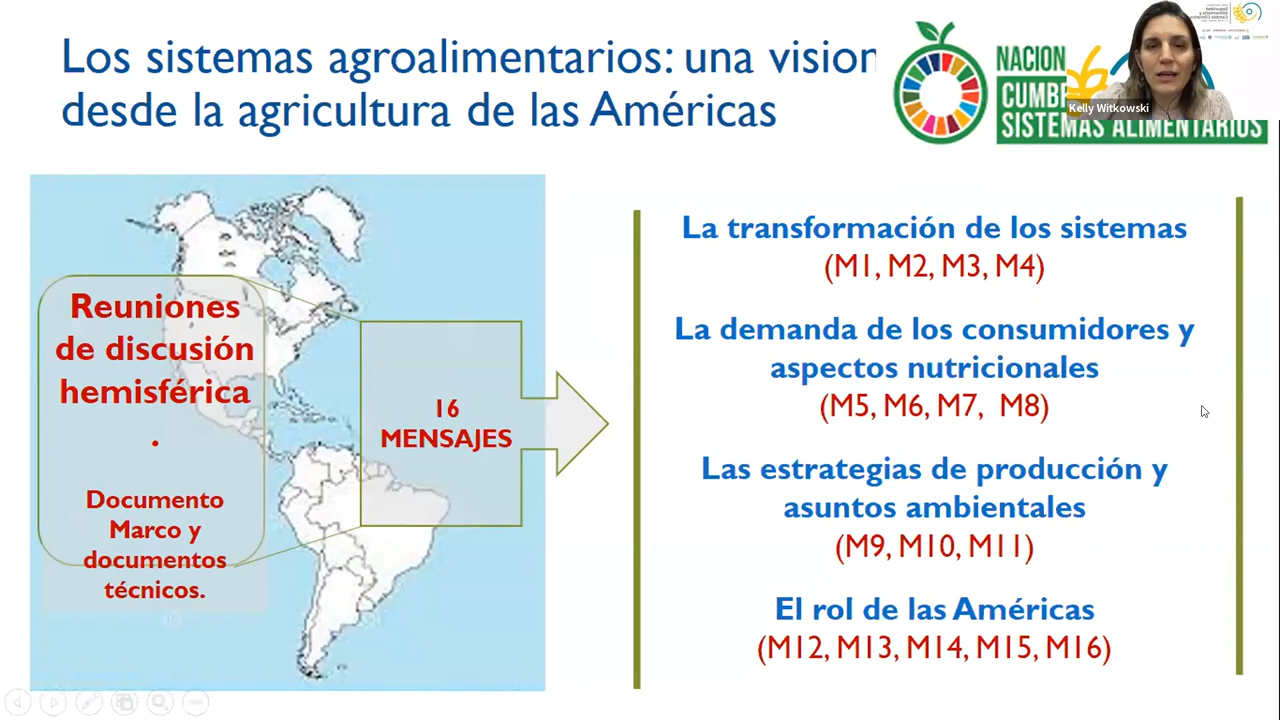 Los sistemas agroalimentarios: una vision
desde la agricultura de las Américas
NACION
CUMB
SISTEMAS ALIMENTARIOS
Kelly Witkowski
Reuniones
de discusión
hemisférica
.
Documento
Marco y
documentos
técnicos.
16
MENSAJES
La transformación de los sistemas
(M1, M2, M3, M4)
La demanda de los consumidores y
aspectos nutricionales
(M5, M6, M7, M8)
Las estrategias de producción y
asuntos ambientales
(M9, M10, M11)
El rol de las Américas
(M12, M13, M14, M15, M16)